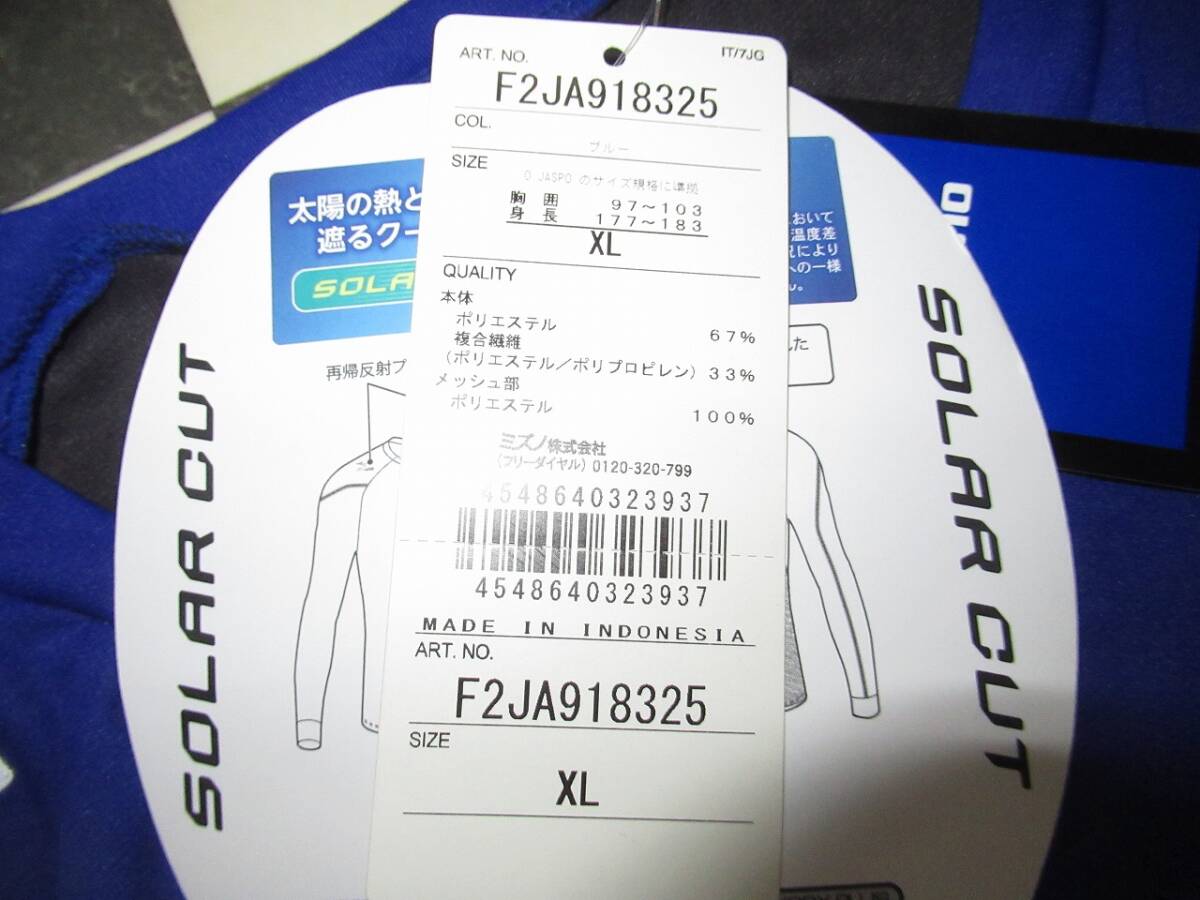 ART. NO.
IT/7JG
F2JA918325
COL.
ブルー
SIZE
O JASPO のサイズ規格に準拠
胸 囲 97～103
身 長 177～183
XL
QUALITY
本体
ポリエステル 67%
複合繊維
(ポリエステル／ポリプロピレン) 33%
メッシュ部
ポリエステル 100%
ミズノ株式会社
(フリーダイヤル) 0120-320-799
4548640323937
4548640323937
MADE IN INDONESIA
ART. NO.
F2JA918325
SIZE
XL
太陽の熱と
遮るクー
SOLA
再帰反射プ
SOLAR CUT
おいて
温度差
況により
への一様
ん。
した
SOLAR CUT